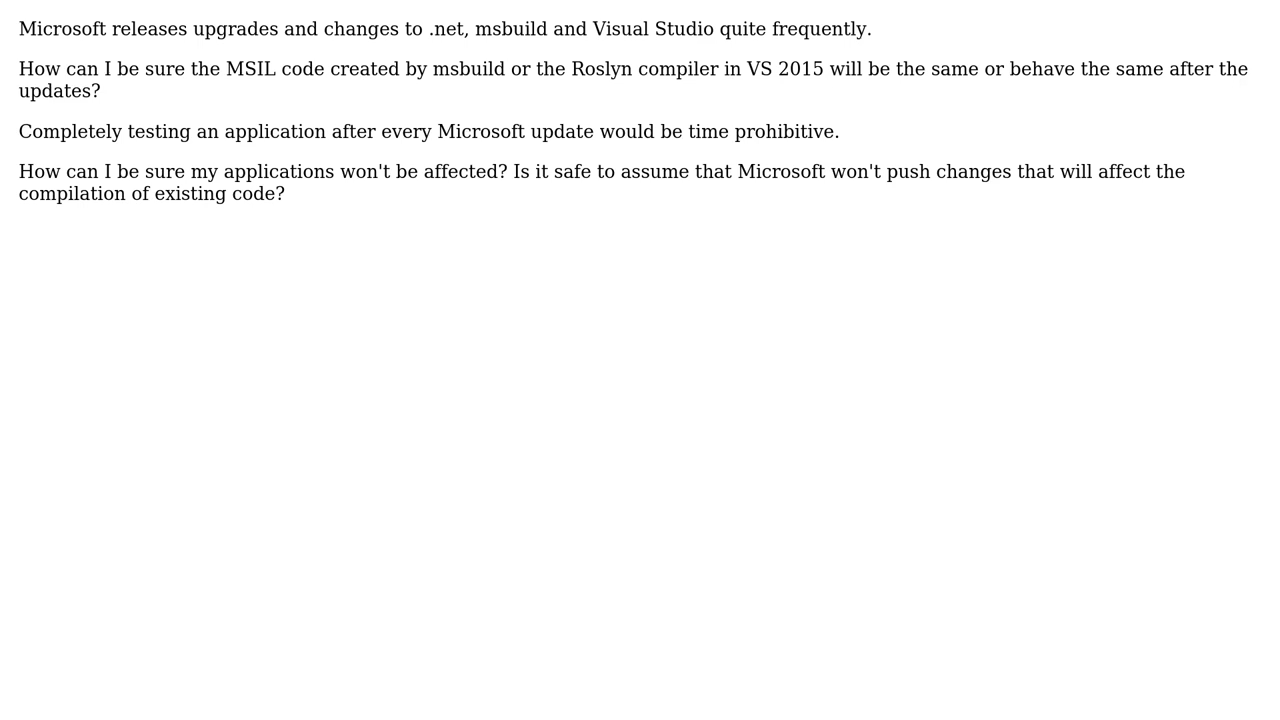 Microsoft releases upgrades and changes to .net, msbuild and Visual Studio quite frequently.
How can I be sure the MSIL code created by msbuild or the Roslyn compiler in VS 2015 will be the same or behave the same after the
updates?
Completely testing an application after every Microsoft update would be time prohibitive.
How can I be sure my applications won't be affected? Is it safe to assume that Microsoft won't push changes that will affect the
compilation of existing code?